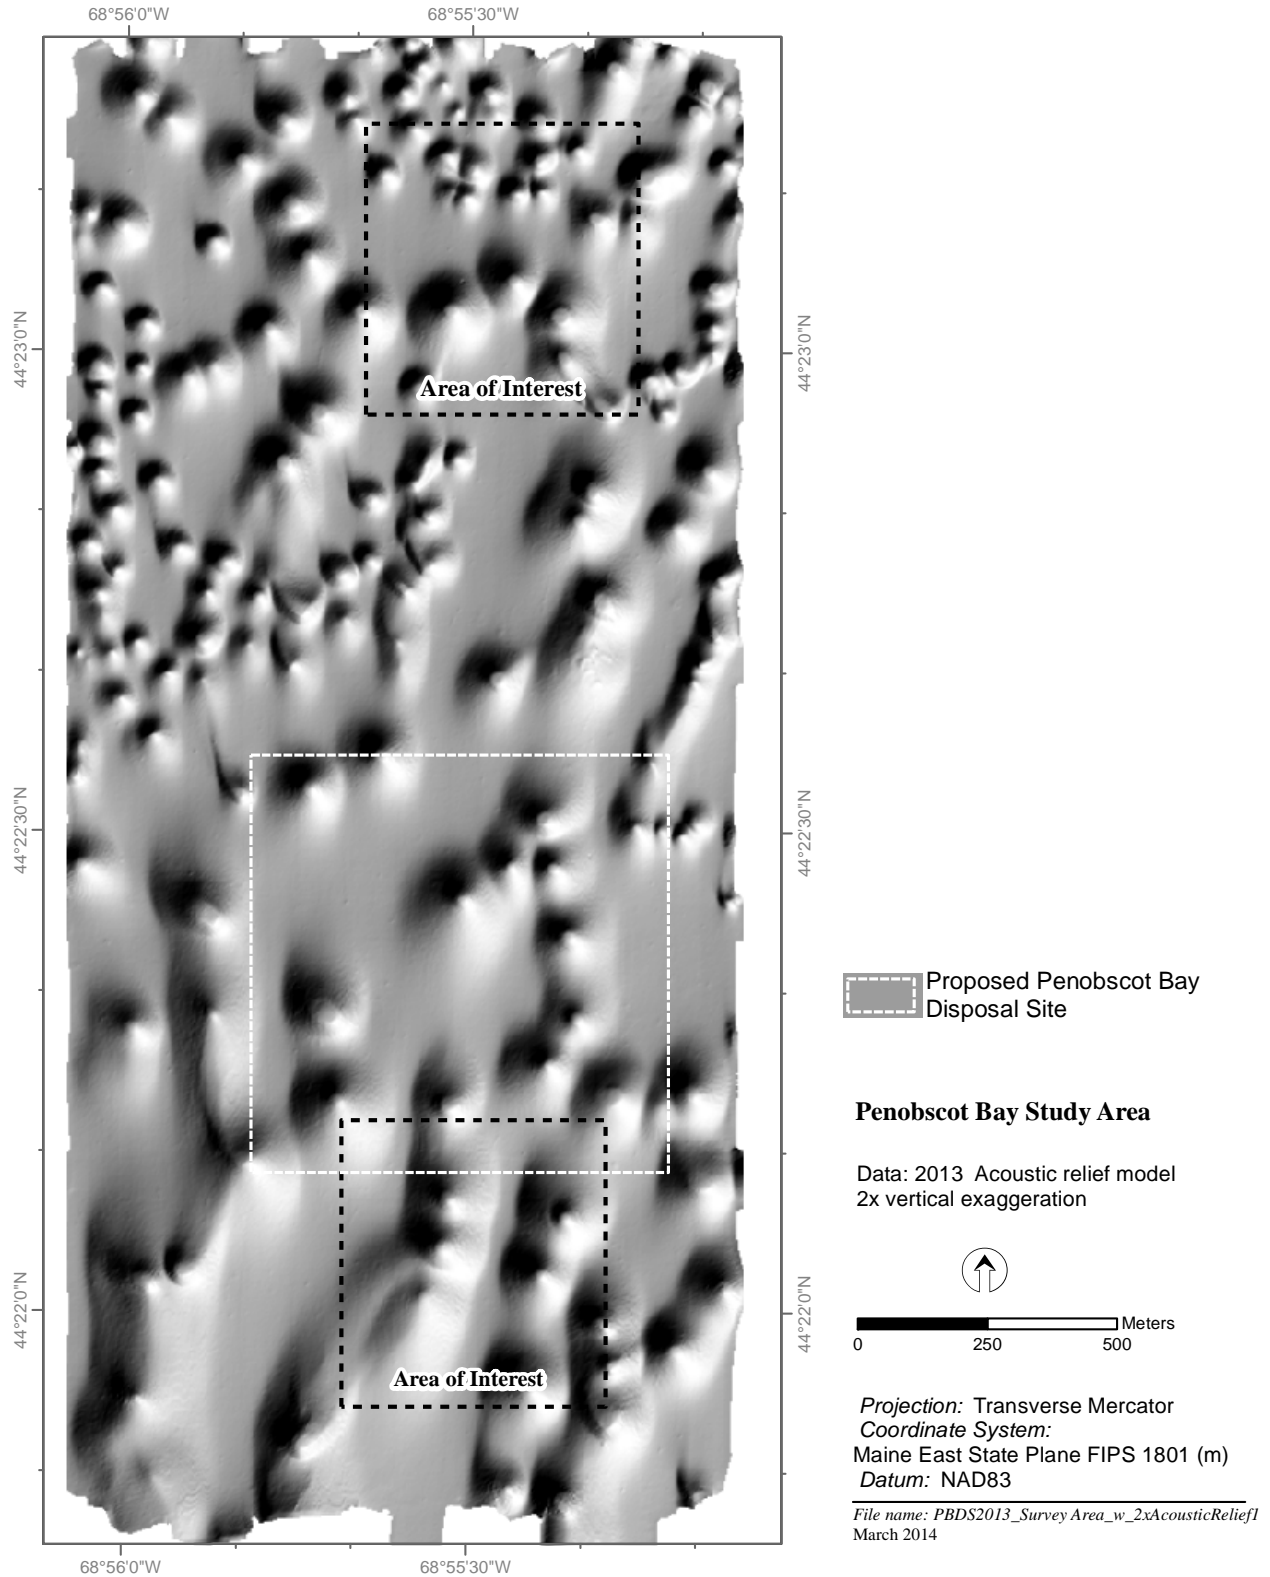 68°56'0"W
68°55'30"W
44°23'0"N
44°23'0"N
Area of Interest
44°22'30"N
44°22'30"N
Proposed Penobscot Bay
Disposal Site
Penobscot Bay Study Area
Data: 2013 Acoustic relief model
2x vertical exaggeration
44°22'0"N
44°22'0"N
Meters
0 250 500
Area of Interest
Projection: Transverse Mercator
Coordinate System:
Maine East State Plane FIPS 1801 (m)
Datum: NAD83
File name: PBDS2013_Survey Area_w_2xAcousticRelief1
March 2014
68°56'0"W
68°55'30"W